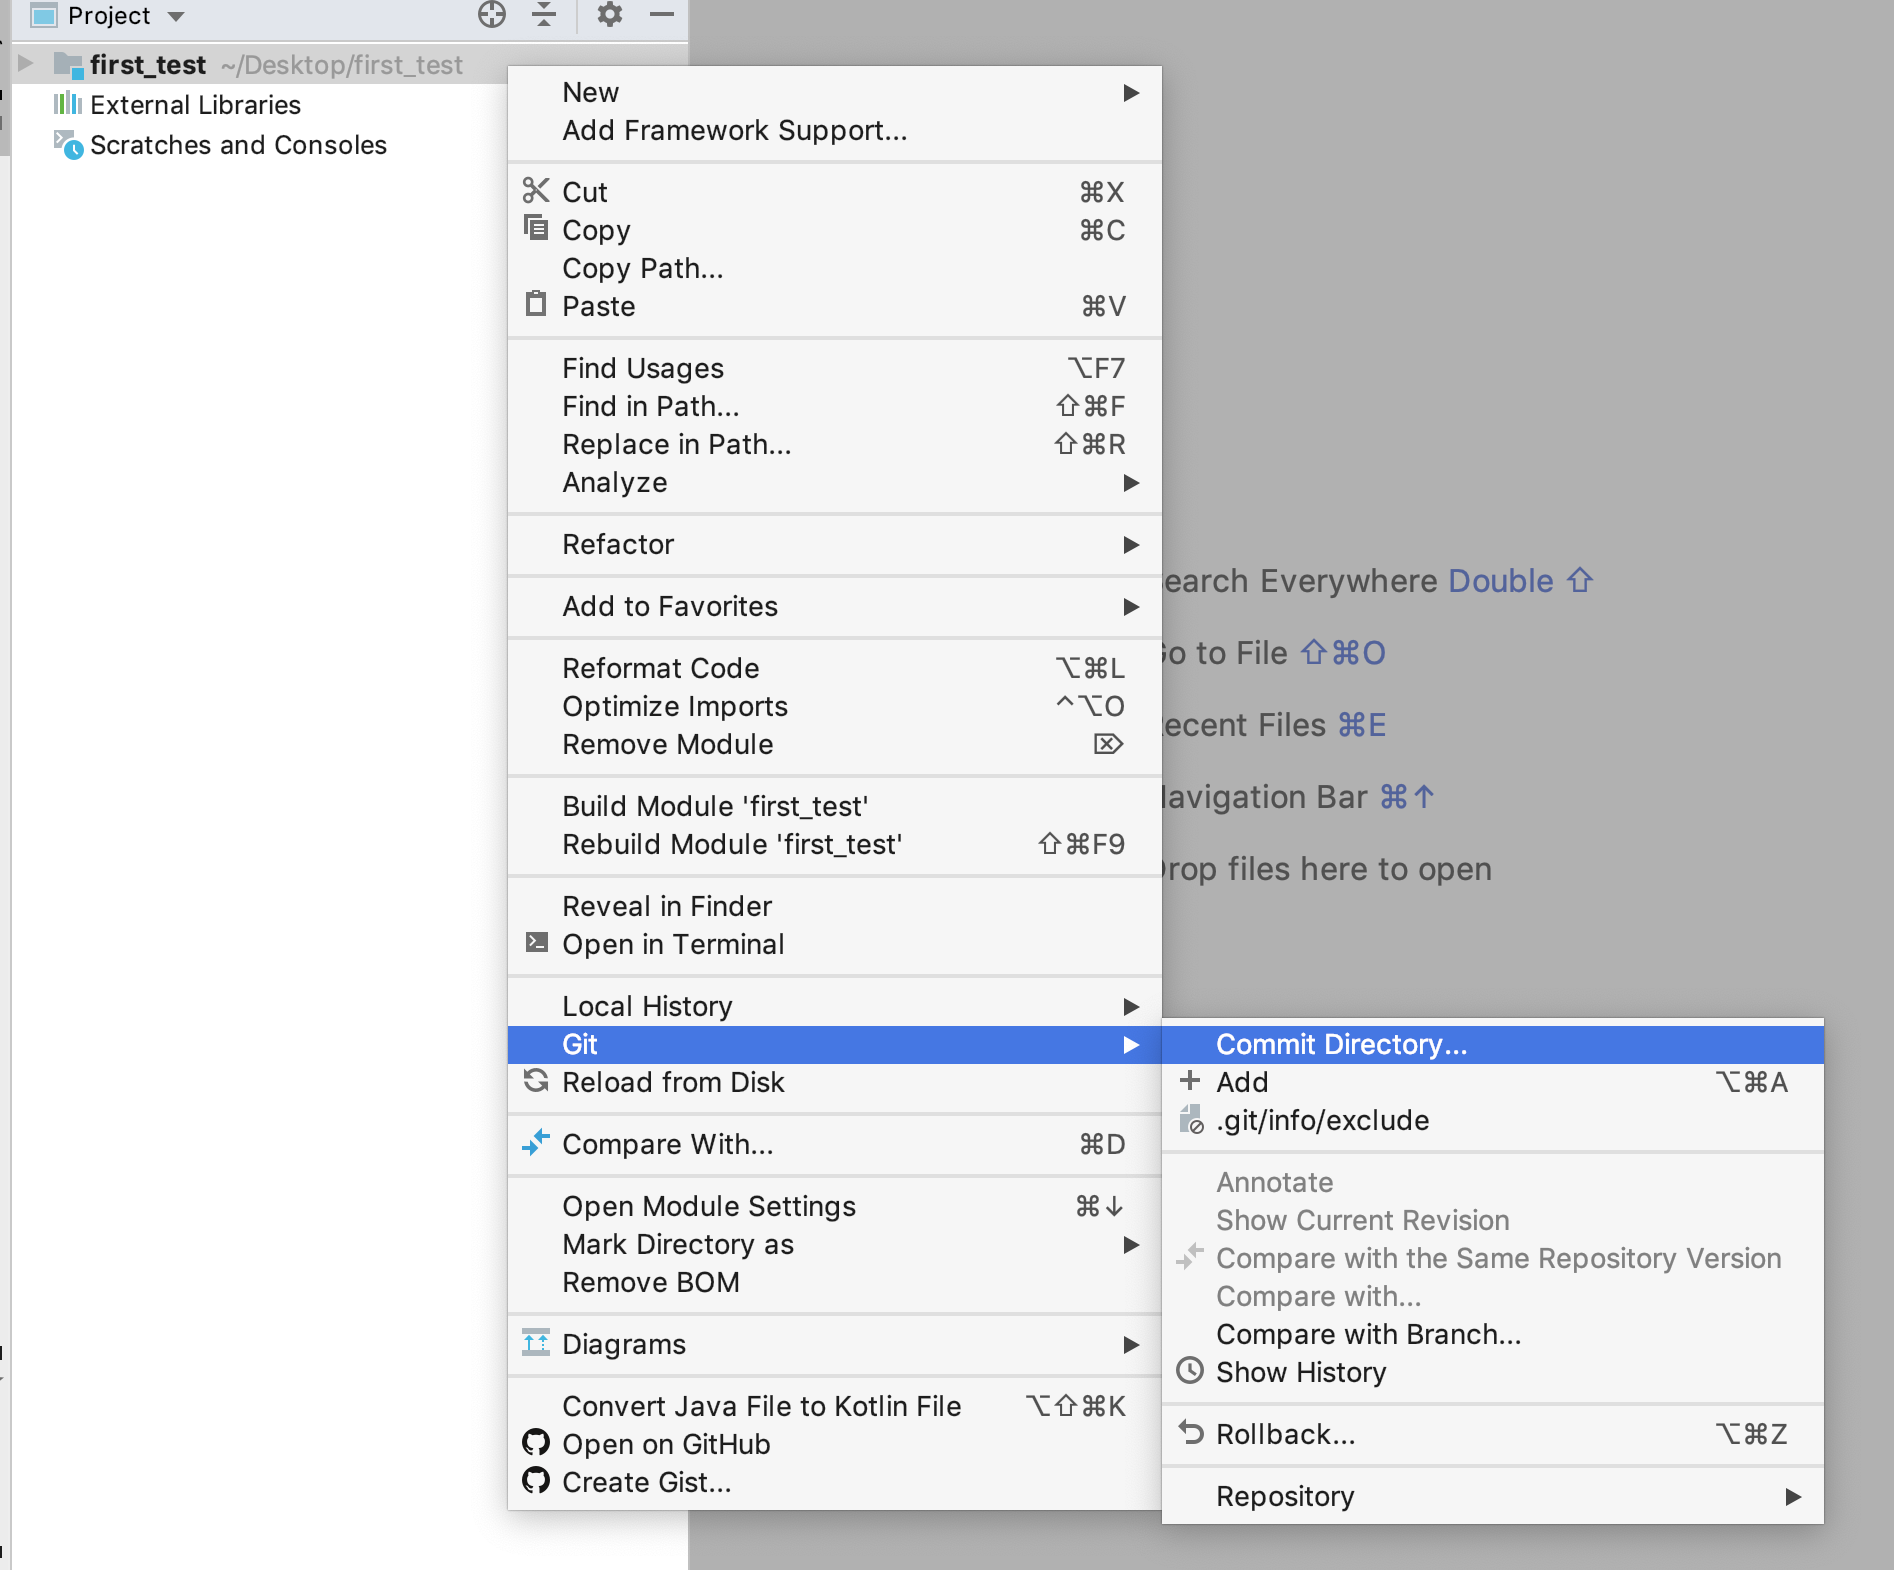 Project
first_test ~/Desktop/first_test
External Libraries
Scratches and Consoles
New
Add Framework Support...
Cut ⌘X
Copy ⌘C
Copy Path...
Paste ⌘V
Find Usages ⌥F7
Find in Path... ⇧⌘F
Replace in Path... ⇧⌘R
Analyze
Refactor
Add to Favorites
Reformat Code ⌥⌘L
Optimize Imports ^⌥O
Remove Module ⌦
Build Module 'first_test'
Rebuild Module 'first_test' ⇧⌘F9
Reveal in Finder
Open in Terminal
Local History
Git
Reload from Disk
Compare With... ⌘D
Open Module Settings ⌘↓
Mark Directory as
Remove BOM
Diagrams
Convert Java File to Kotlin File ⌥⇧⌘K
Open on GitHub
Create Gist...
earch Everywhere Double ⇧
o to File ⇧⌘O
ecent Files ⌘E
avigation Bar ⌘↑
rop files here to open
Commit Directory...
Add ⌥⌘A
.git/info/exclude
Annotate
Show Current Revision
Compare with the Same Repository Version
Compare with...
Compare with Branch...
Show History
Rollback... ⌥⌘Z
Repository